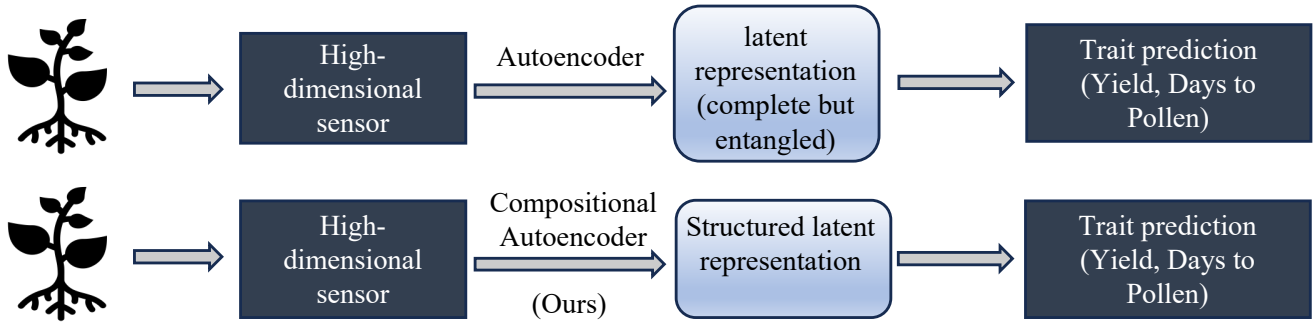 High-
dimensional
sensor
Autoencoder
latent
representation
(complete but
entangled)
Trait prediction
(Yield, Days to
Pollen)
High-
dimensional
sensor
Compositional
Autoencoder
(Ours)
Structured latent
representation
Trait prediction
(Yield, Days to
Pollen)